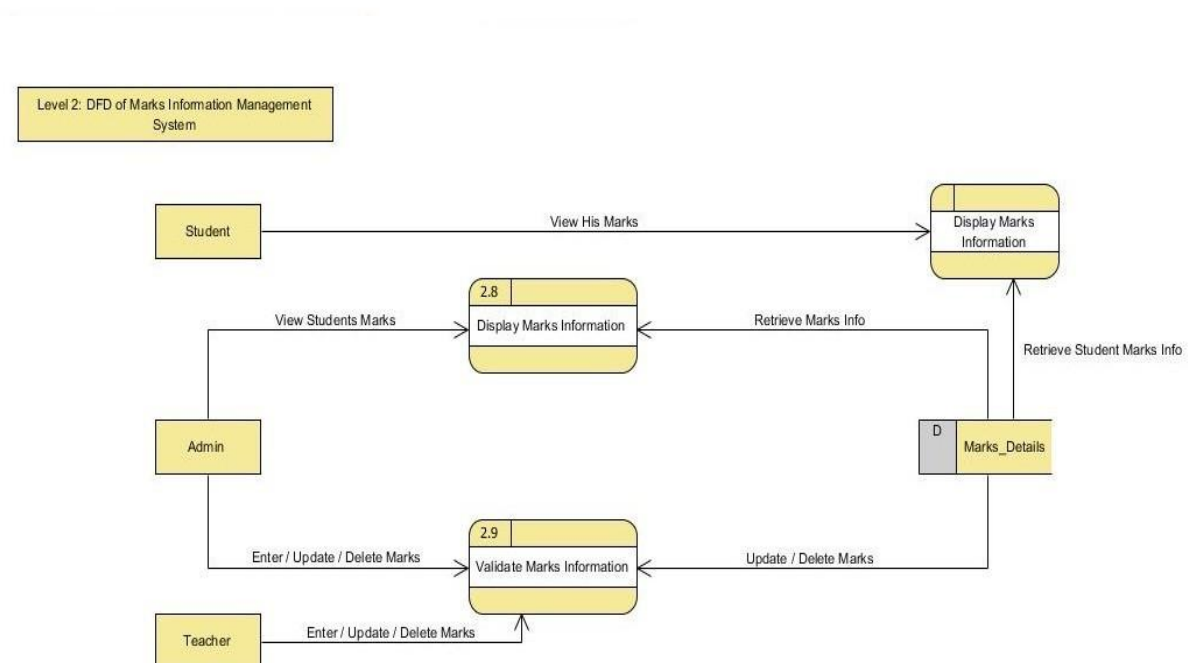 Level 2: DFD of Marks Information Management
System
Student
View His Marks
Display Marks
Information
2.8
View Students Marks
Display Marks Information
Retrieve Marks Info
Retrieve Student Marks Info
Admin
D
Marks_Details
2.9
Enter / Update / Delete Marks
Validate Marks Information
Update / Delete Marks
Teacher
Enter / Update / Delete Marks